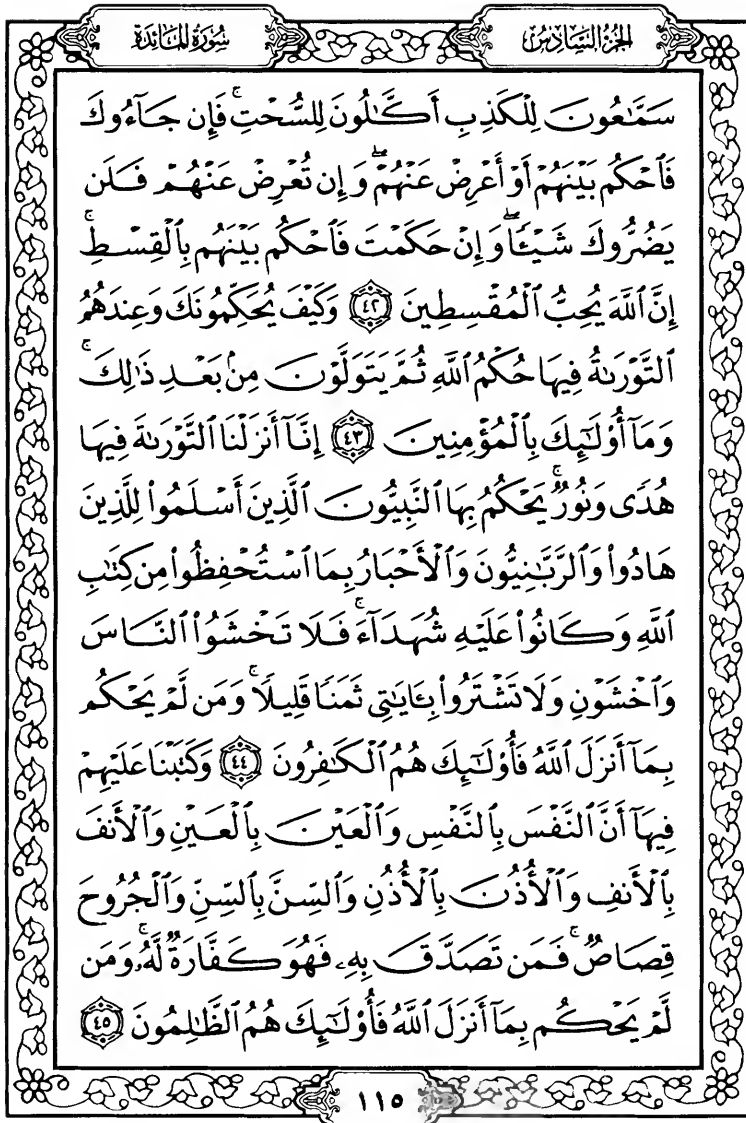 سُورَةُ المَائِدَةِ
الجُزْءُ السَّادِسُ
سَمَّٰعُونَ لِلْكَذِبِ أَكَّٰلُونَ لِلسُّحْتِ ۚ فَإِن جَآءُوكَ
فَٱحْكُم بَيْنَهُمْ أَوْ أَعْرِضْ عَنْهُمْ ۖ وَإِن تُعْرِضْ عَنْهُمْ فَلَن
يَضُرُّوكَ شَيْـًٔا ۖ وَإِنْ حَكَمْتَ فَٱحْكُم بَيْنَهُم بِٱلْقِسْطِ ۚ
إِنَّ ٱللَّهَ يُحِبُّ ٱلْمُقْسِطِينَ ٤٢ وَكَيْفَ يُحَكِّمُونَكَ وَعِندَهُمُ
ٱلتَّوْرَىٰةُ فِيهَا حُكْمُ ٱللَّهِ ثُمَّ يَتَوَلَّوْنَ مِنۢ بَعْدِ ذَٰلِكَ ۚ
وَمَآ أُو۟لَٰٓئِكَ بِٱلْمُؤْمِنِينَ ٤٣ إِنَّآ أَنزَلْنَا ٱلتَّوْرَىٰةَ فِيهَا
هُدًى وَنُورٌ ۚ يَحْكُمُ بِهَا ٱلنَّبِيُّونَ ٱلَّذِينَ أَسْلَمُوا۟ لِلَّذِينَ
هَادُوا۟ وَٱلرَّبَّٰنِيُّونَ وَٱلْأَحْبَارُ بِمَا ٱسْتُحْفِظُوا۟ مِن كِتَٰبِ
ٱللَّهِ وَكَانُوا۟ عَلَيْهِ شُهَدَآءَ ۚ فَلَا تَخْشَوُا۟ ٱلنَّاسَ
وَٱخْشَوْنِ وَلَا تَشْتَرُوا۟ بِـَٔايَٰتِى ثَمَنًا قَلِيلًا ۚ وَمَن لَّمْ يَحْكُم
بِمَآ أَنزَلَ ٱللَّهُ فَأُو۟لَٰٓئِكَ هُمُ ٱلْكَٰفِرُونَ ٤٤ وَكَتَبْنَا عَلَيْهِمْ
فِيهَآ أَنَّ ٱلنَّفْسَ بِٱلنَّفْسِ وَٱلْعَيْنَ بِٱلْعَيْنِ وَٱلْأَنفَ
بِٱلْأَنفِ وَٱلْأُذُنَ بِٱلْأُذُنِ وَٱلسِّنَّ بِٱلسِّنِّ وَٱلْجُرُوحَ
قِصَاصٌ ۚ فَمَن تَصَدَّقَ بِهِۦ فَهُوَ كَفَّارَةٌ لَّهُۥ ۚ وَمَن
لَّمْ يَحْكُم بِمَآ أَنزَلَ ٱللَّهُ فَأُو۟لَٰٓئِكَ هُمُ ٱلظَّٰلِمُونَ ٤٥
١١٥